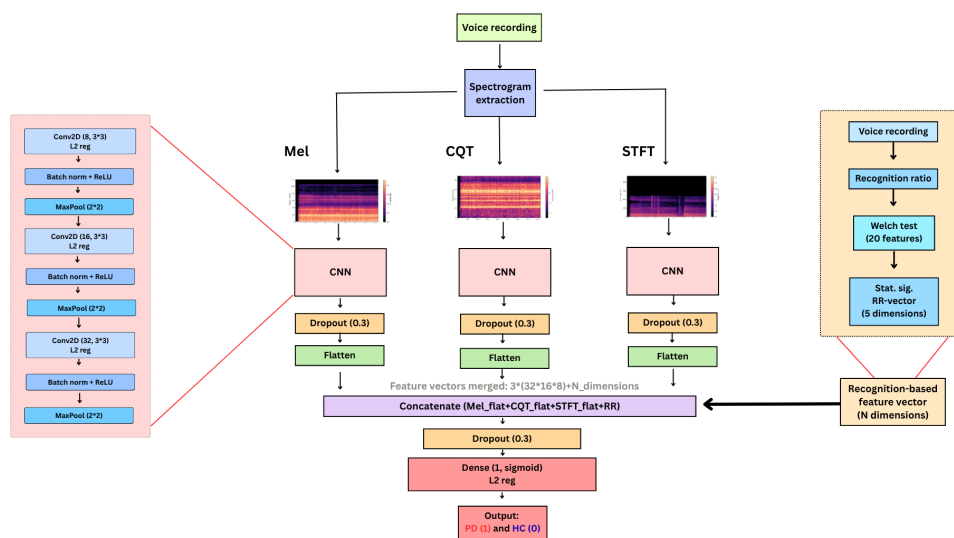 Voice recording
Spectrogram
extraction
Mel
CQT
STFT
CNN
CNN
CNN
Dropout (0.3)
Dropout (0.3)
Dropout (0.3)
Flatten
Flatten
Flatten
Feature vectors merged: 3*(32*16*8)+N_dimensions
Concatenate (Mel_flat+CQT_flat+STFT_flat+RR)
Dropout (0.3)
Dense (1, sigmoid)
L2 reg
Output:
PD (1) and HC (0)
Conv2D (8, 3*3)
L2 reg
Batch norm + ReLU
MaxPool (2*2)
Conv2D (16, 3*3)
L2 reg
Batch norm + ReLU
MaxPool (2*2)
Conv2D (32, 3*3)
L2 reg
Batch norm + ReLU
MaxPool (2*2)
Voice recording
Recognition ratio
Welch test
(20 features)
Stat. sig.
RR-vector
(5 dimensions)
Recognition-based
feature vector
(N dimensions)